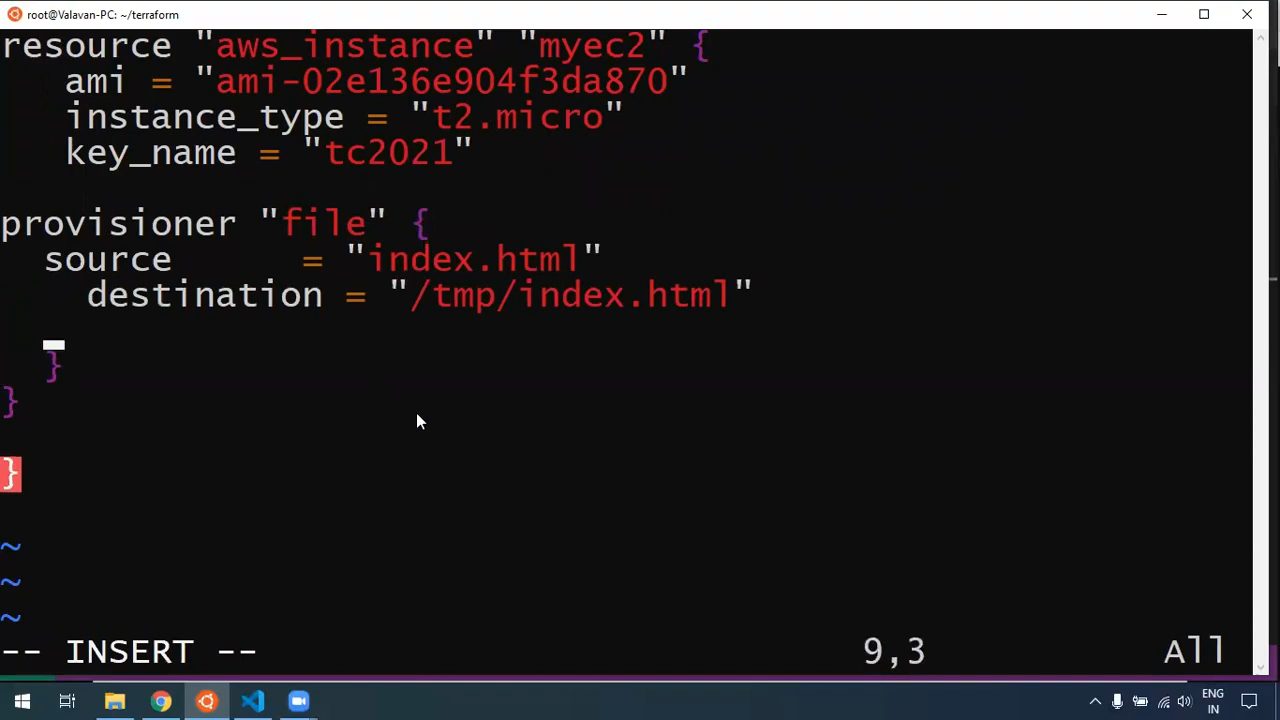 root@Valavan-PC: ~/terraform
resource "aws_instance" "myec2" {
   ami = "ami-02e136e904f3da870"
   instance_type = "t2.micro"
   key_name = "tc2021"
provisioner "file" {
  source      = "index.html"
    destination = "/tmp/index.html"
  }
}
}
~
~
~
-- INSERT -- 9,3 All
ENG
IN